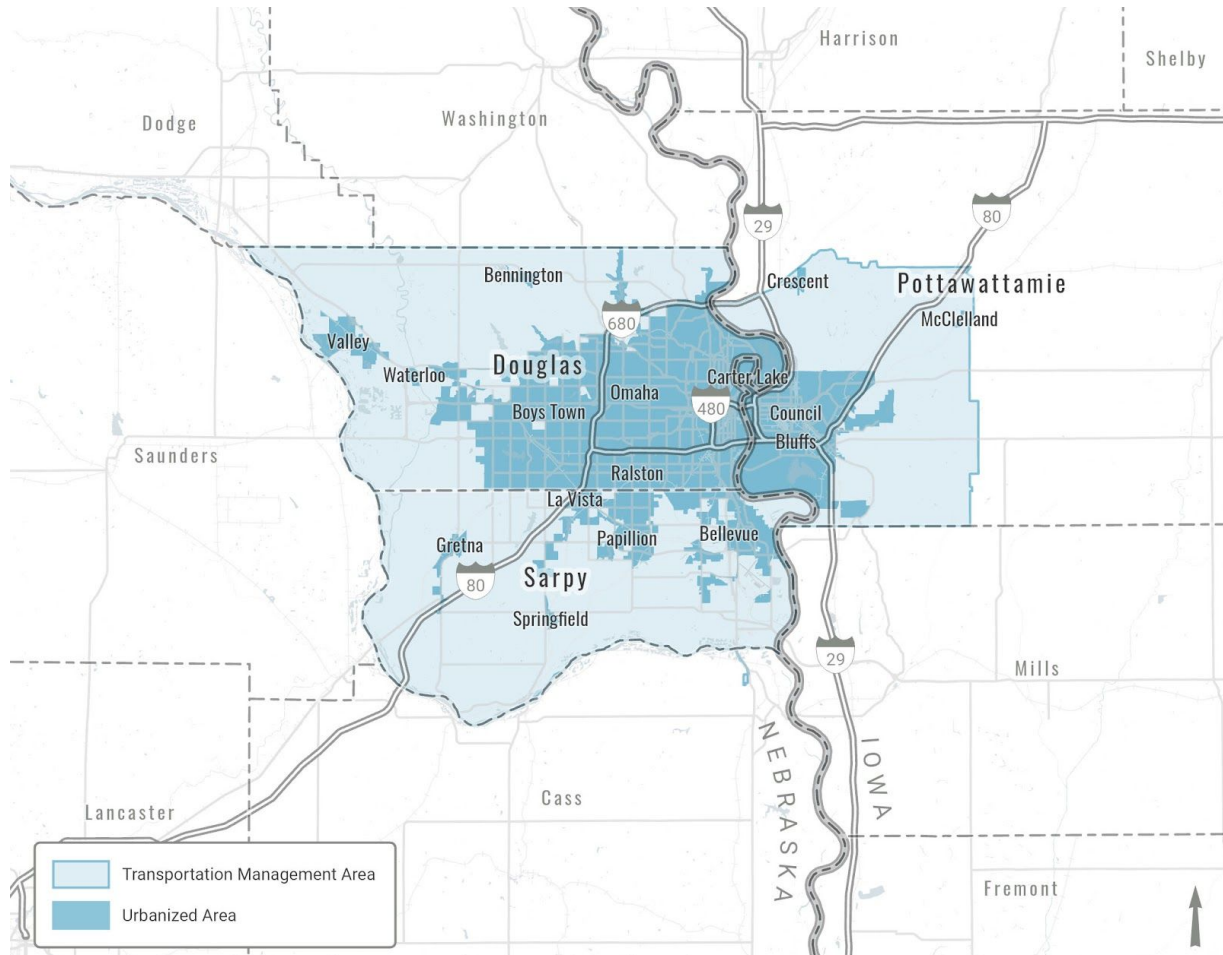 Harrison
Shelby
Dodge
Washington
80
29
Bennington
Crescent
Pottawattamie
McClelland
680
Valley
Douglas
Waterloo
Carter Lake
Omaha
480
Boys Town
Council
Bluffs
Saunders
Ralston
La Vista
Papillion
Bellevue
Gretna
80
Sarpy
Springfield
29
Mills
NEBRASKA
IOWA
Cass
Lancaster
Transportation Management Area
Urbanized Area
Fremont